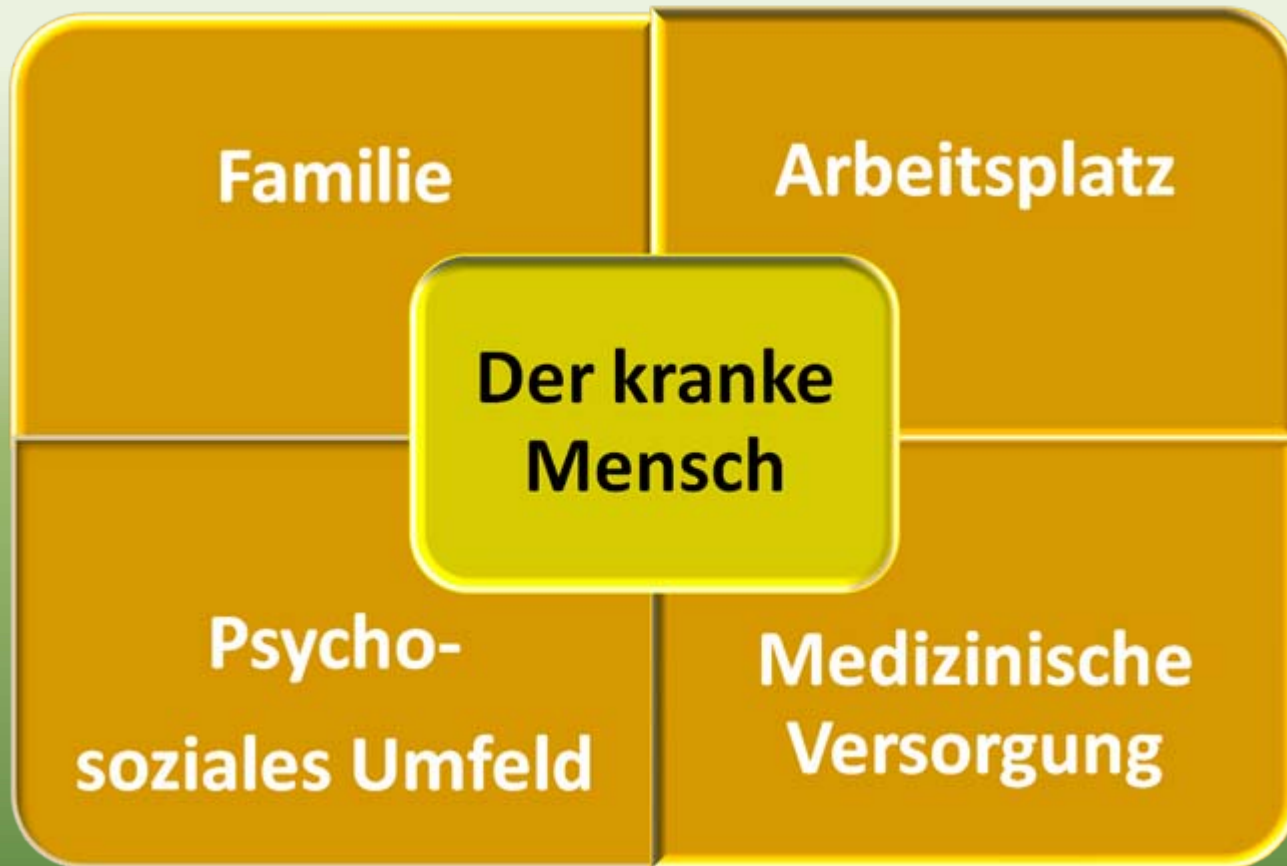 Familie
Arbeitsplatz
Der kranke
Mensch
Psycho-
soziales Umfeld
Medizinische
Versorgung